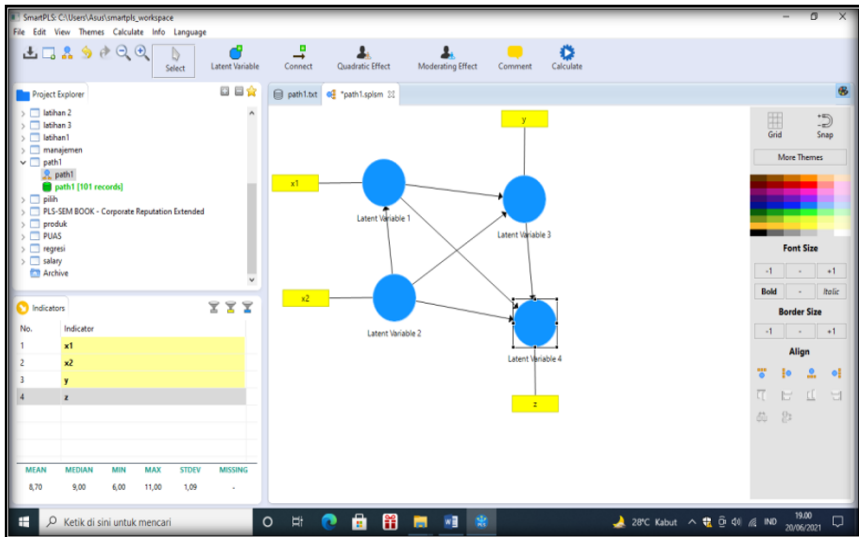 SmartPLS: C:\Users\Asus\smartpls_workspace
File Edit View Themes Calculate Info Language
Select
Latent Variable
Connect
Quadratic Effect
Moderating Effect
Comment
Calculate
Project Explorer
latihan 2
latihan 3
latihan1
manajemen
path1
path1
path1 [101 records]
pilih
PLS-SEM BOOK - Corporate Reputation Extended
produk
PUAS
regresi
salary
Archive
Indicators
No. Indicator
1 x1
2 x2
3 y
4 z
MEAN MEDIAN MIN MAX STDEV MISSING
8,70 9,00 6,00 11,00 1,09 -
path1.txt
*path1.splsm
y
x1
Latent Variable 1
Latent Variable 3
x2
Latent Variable 2
Latent Variable 4
z
Grid Snap
More Themes
Font Size
-1 - +1
Bold - Italic
Border Size
-1 - +1
Align
Ketik di sini untuk mencari
28°C Kabut
IND
19.00
20/06/2021